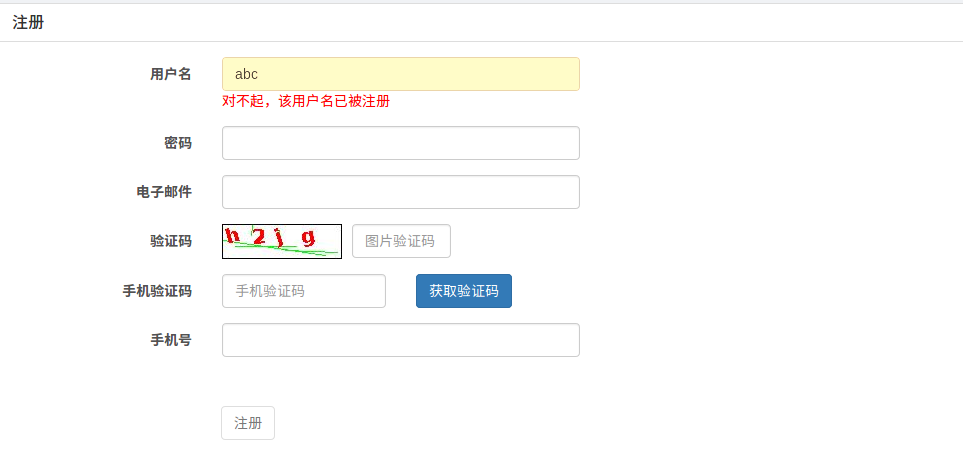 注册
用户名
abc
对不起，该用户名已被注册
密码
电子邮件
验证码
h2jg
图片验证码
手机验证码
手机验证码
获取验证码
手机号
注册